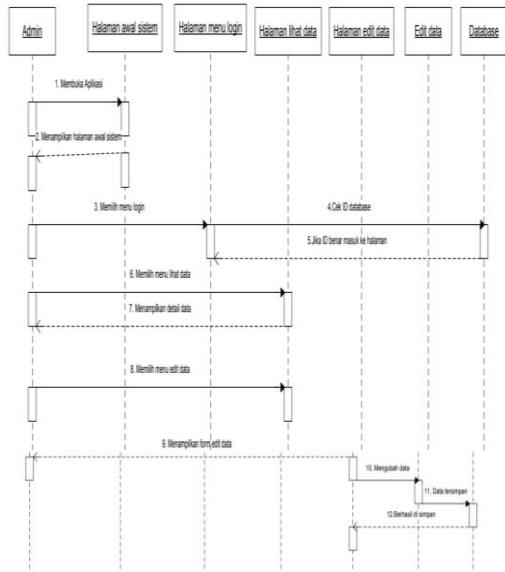 Admin
Halaman awal sistem
Halaman menu login
Halaman lihat data
Halaman edit data
Edit data
Database
1. Membuka Aplikasi
2. Menampilkan halaman awal sistem
3. Memilih menu login
4.Cek ID database
5.Jika ID benar masuk ke halaman
6. Memilih menu lihat data
7. Menampilkan detail data
8. Memilih menu edit data
9. Menampilkan form edit data
10. Mengubah data
11. Data tersimpan
12.Berhasil di simpan